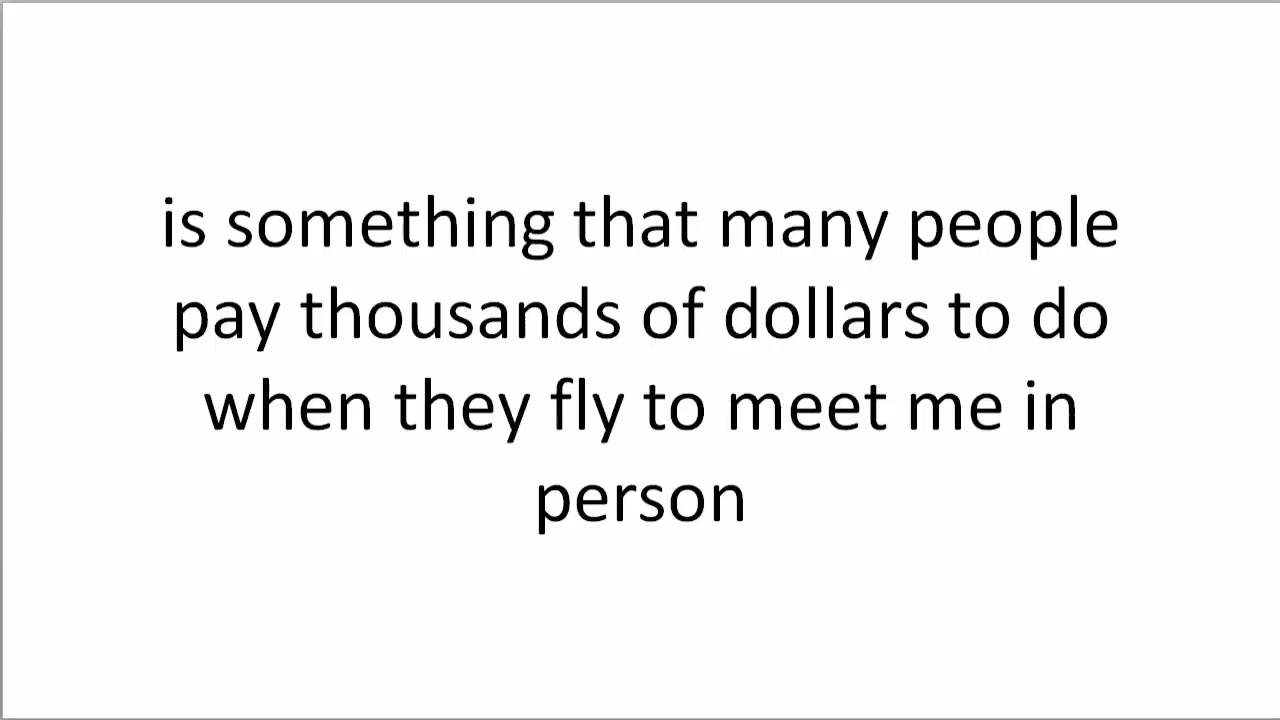 is something that many people
pay thousands of dollars to do
when they fly to meet me in
person